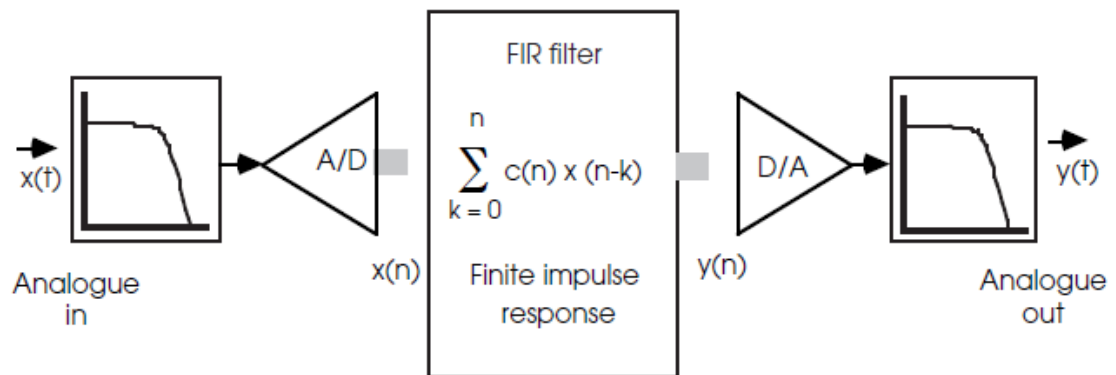 x(t)
Analogue
in
A/D
x(n)
FIR filter
n
∑ c(n) x (n-k)
k = 0
Finite impulse
response
y(n)
D/A
y(t)
Analogue
out